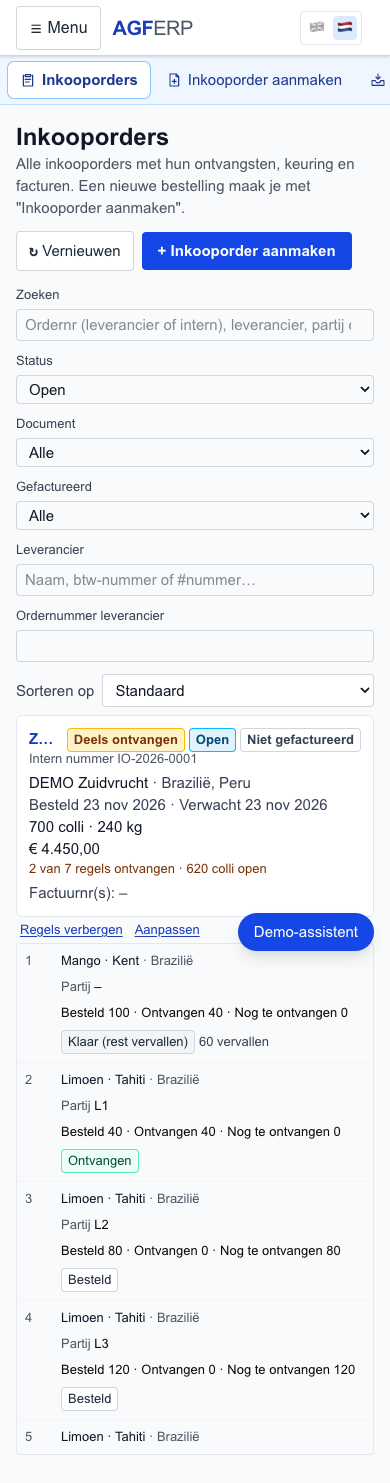 ☰ Menu
AGFERP
Inkooporders
Inkooporder aanmaken
Inkooporders
Alle inkooporders met hun ontvangsten, keuring en
facturen. Een nieuwe bestelling maak je met
"Inkooporder aanmaken".
↻ Vernieuwen
+ Inkooporder aanmaken
Zoeken
Ordernr (leverancier of intern), leverancier, partij
Status
Open
Document
Alle
Gefactureerd
Alle
Leverancier
Naam, btw-nummer of #nummer…
Ordernummer leverancier
Sorteren op
Standaard
Z…
Deels ontvangen
Open
Niet gefactureerd
Intern nummer IO-2026-0001
DEMO Zuidvrucht · Brazilië, Peru
Besteld 23 nov 2026 · Verwacht 23 nov 2026
700 colli · 240 kg
€ 4.450,00
2 van 7 regels ontvangen · 620 colli open
Factuurnr(s): –
Regels verbergen
Aanpassen
Demo-assistent
1 Mango · Kent · Brazilië
Partij –
Besteld 100 · Ontvangen 40 · Nog te ontvangen 0
Klaar (rest vervallen) 60 vervallen
2 Limoen · Tahiti · Brazilië
Partij L1
Besteld 40 · Ontvangen 40 · Nog te ontvangen 0
Ontvangen
3 Limoen · Tahiti · Brazilië
Partij L2
Besteld 80 · Ontvangen 0 · Nog te ontvangen 80
Besteld
4 Limoen · Tahiti · Brazilië
Partij L3
Besteld 120 · Ontvangen 0 · Nog te ontvangen 120
Besteld
5 Limoen · Tahiti · Brazilië